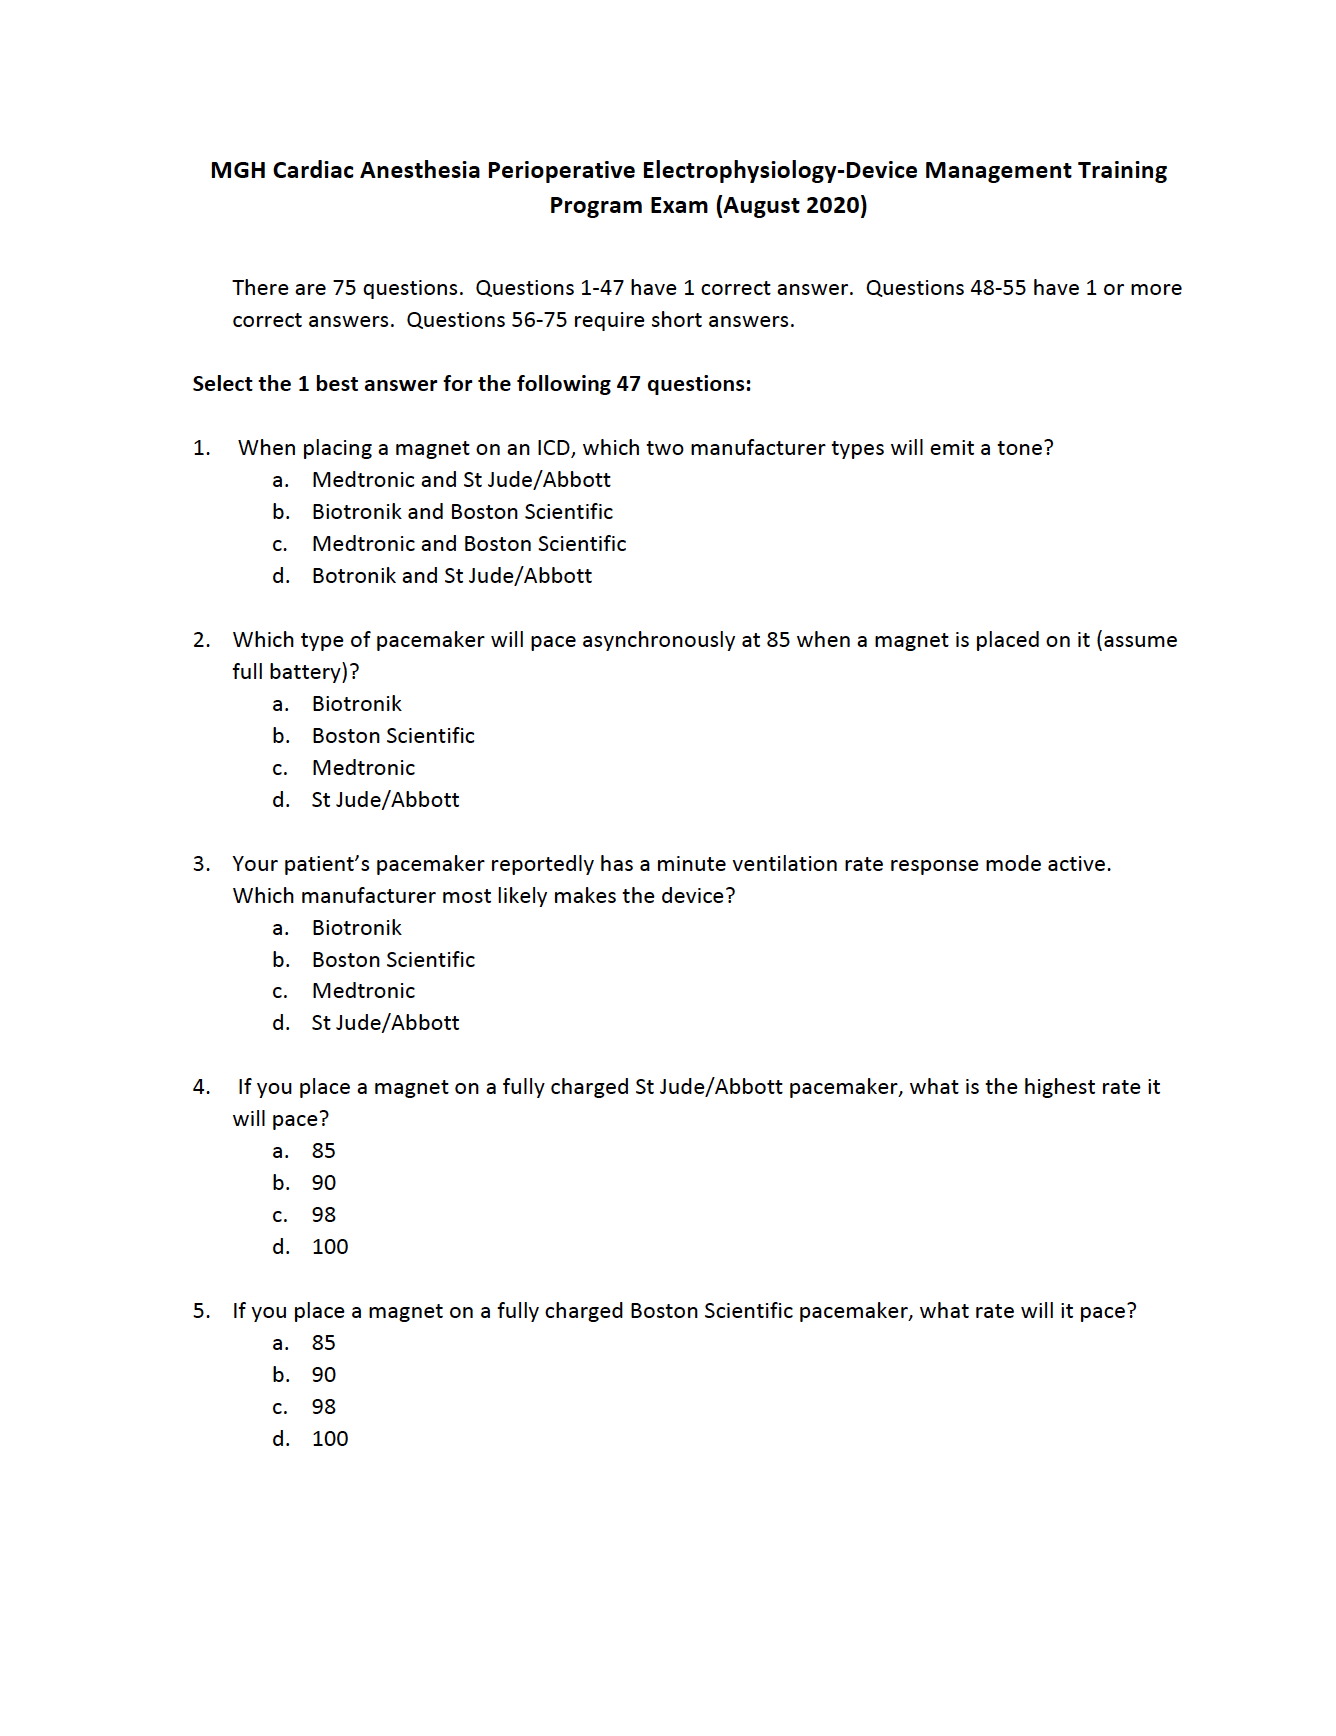 MGH Cardiac Anesthesia Perioperative Electrophysiology-Device Management Training
Program Exam (August 2020)
There are 75 questions.  Questions 1-47 have 1 correct answer.  Questions 48-55 have 1 or more
correct answers.  Questions 56-75 require short answers.
Select the 1 best answer for the following 47 questions:
1. When placing a magnet on an ICD, which two manufacturer types will emit a tone?
a. Medtronic and St Jude/Abbott
b. Biotronik and Boston Scientific
c. Medtronic and Boston Scientific
d. Botronik and St Jude/Abbott
2. Which type of pacemaker will pace asynchronously at 85 when a magnet is placed on it (assume
full battery)?
a. Biotronik
b. Boston Scientific
c. Medtronic
d. St Jude/Abbott
3. Your patient’s pacemaker reportedly has a minute ventilation rate response mode active.
Which manufacturer most likely makes the device?
a. Biotronik
b. Boston Scientific
c. Medtronic
d. St Jude/Abbott
4. If you place a magnet on a fully charged St Jude/Abbott pacemaker, what is the highest rate it
will pace?
a. 85
b. 90
c. 98
d. 100
5. If you place a magnet on a fully charged Boston Scientific pacemaker, what rate will it pace?
a. 85
b. 90
c. 98
d. 100